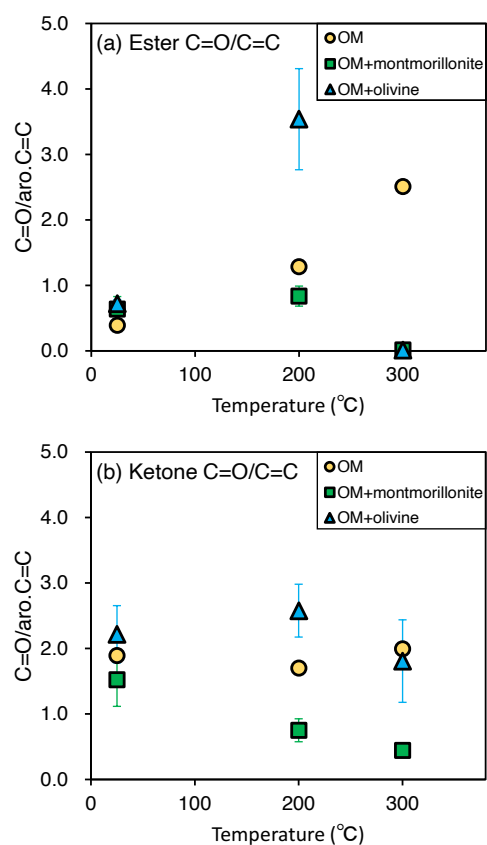 (a) Ester C=O/C=C
OM
OM+montmorillonite
OM+olivine
5.0
4.0
3.0
2.0
1.0
0.0
C=O/aro.C=C
0
100
200
300
Temperature (°C)
(b) Ketone C=O/C=C
OM
OM+montmorillonite
OM+olivine
5.0
4.0
3.0
2.0
1.0
0.0
C=O/aro.C=C
0
100
200
300
Temperature (°C)